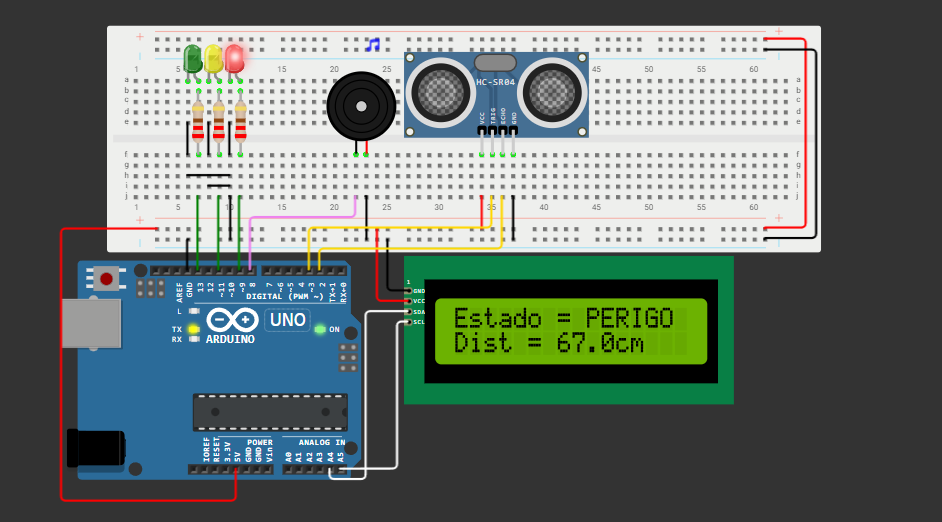 1 5 10 15 20 25 45 50 55 60
a a
b b
c c
d d
e e
HC-SR04
VCC
TRIG
ECHO
GND
f f
g g
h h
i i
j j
1 5 10 15 20 25 30 35 40 45 50 55 60
AREF
GND
13
12
~11
~10
~9
8
7
~6
~5
4
~3
2
TX→1
RX←0
DIGITAL (PWM ~)
L
TX
RX
UNO
ON
ARDUINO
1
GND
VCC
SDA
SCL
Estado = PERIGO
Dist = 67.0cm
POWER
ANALOG IN
IOREF
RESET
3.3V
5V
GND
GND
Vin
A0
A1
A2
A3
A4
A5